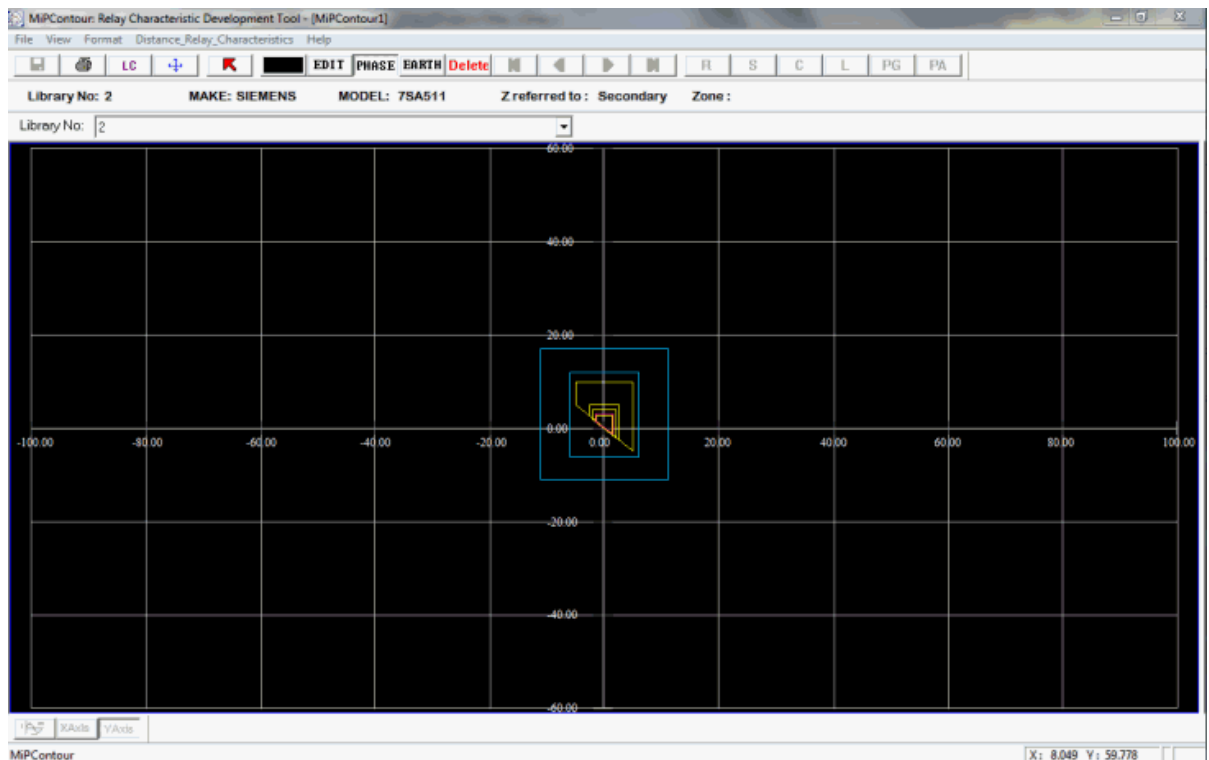 MiPContour: Relay Characteristic Development Tool - [MiPContour1]
File View Format Distance_Relay_Characteristics Help
LC EDIT PHASE EARTH Delete R S C L PG PA
Library No: 2 MAKE: SIEMENS MODEL: 7SA511 Z referred to : Secondary Zone :
Library No: 2
60.00
40.00
20.00
0.00
-100.00 -80.00 -60.00 -40.00 -20.00 0.00 20.00 40.00 60.00 80.00 100.00
-20.00
-40.00
-60.00
XAxis YAxis
MiPContour X: 8.049 Y: 59.778